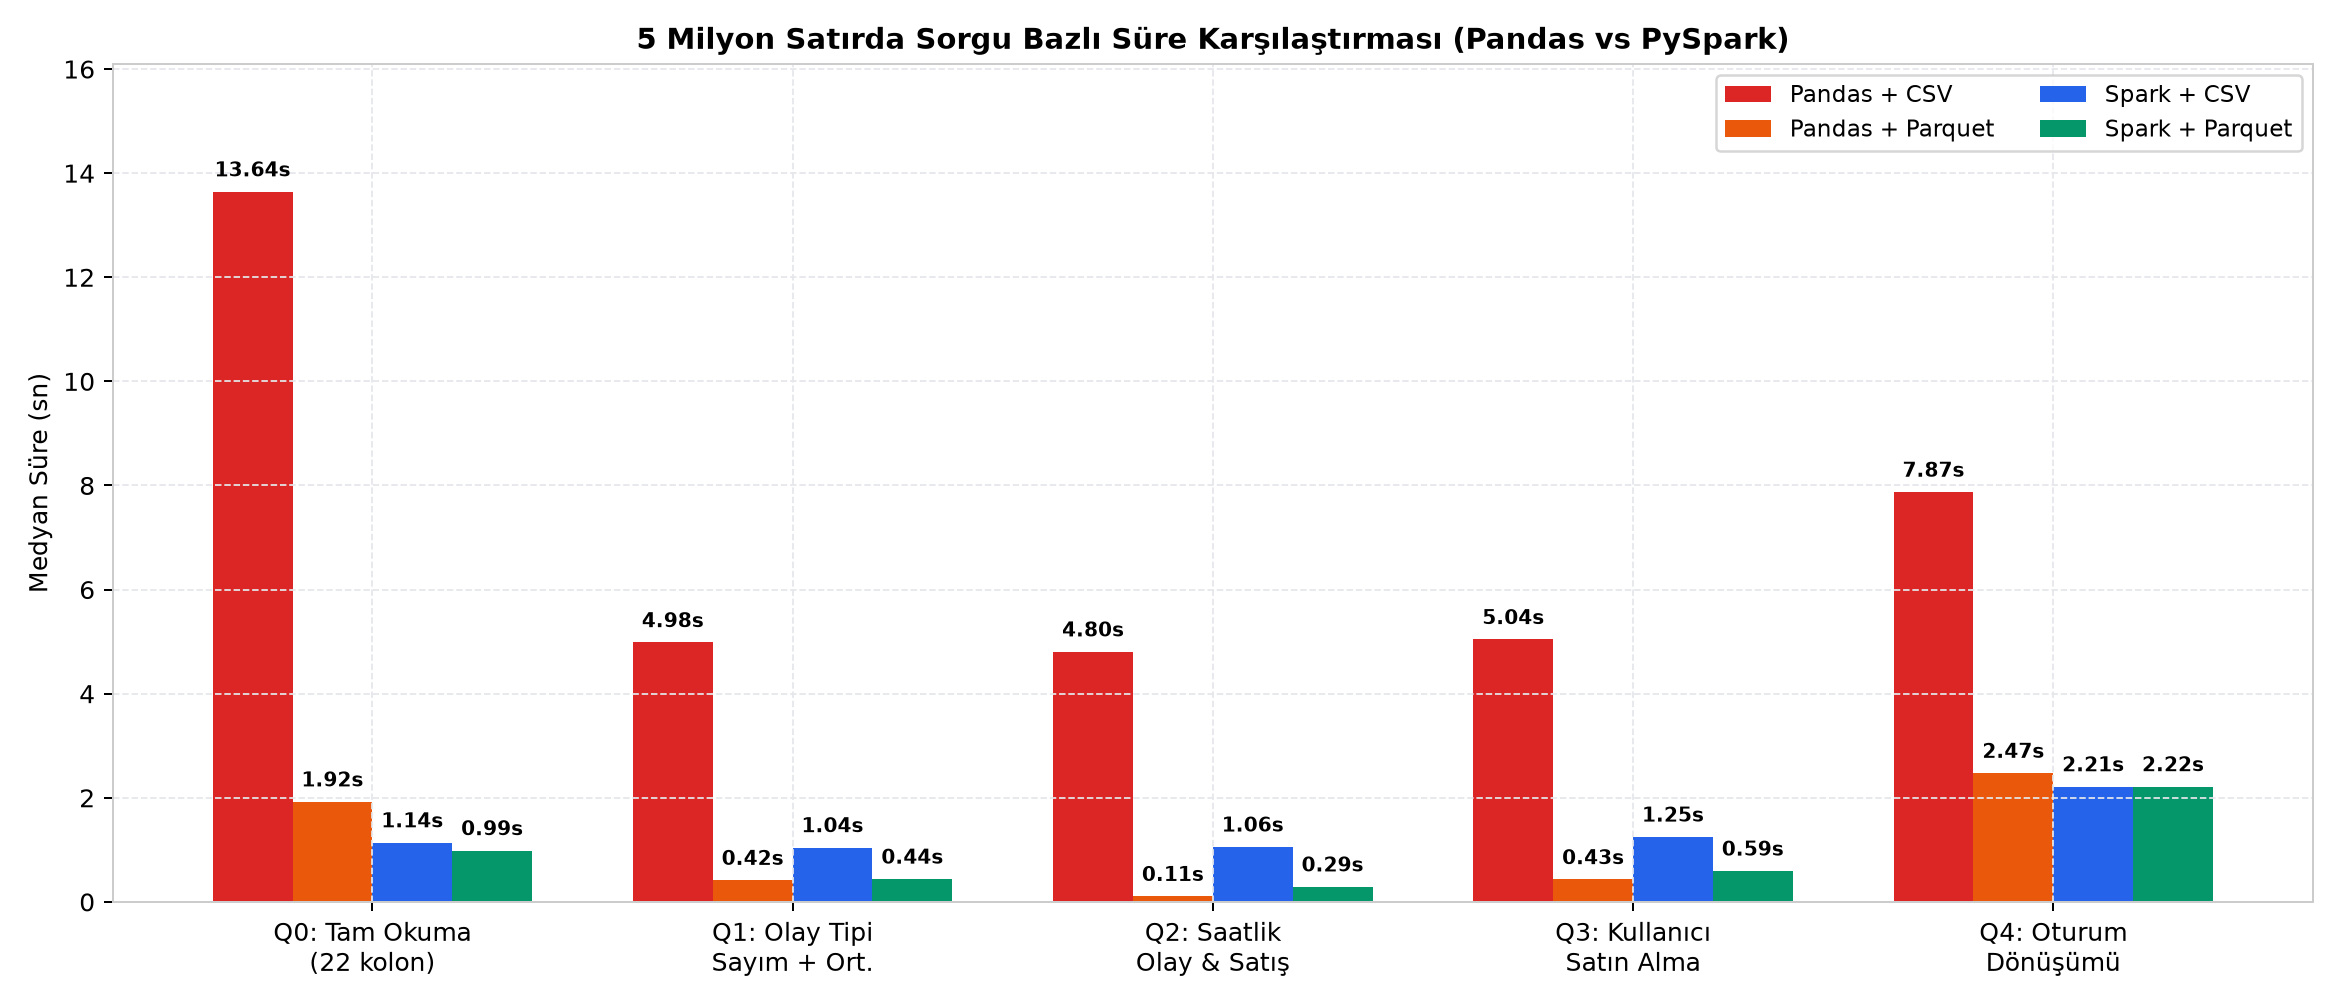 5 Milyon Satırda Sorgu Bazlı Süre Karşılaştırması (Pandas vs PySpark)
Pandas + CSV
Pandas + Parquet
Spark + CSV
Spark + Parquet
Medyan Süre (sn)
16
14
12
10
8
6
4
2
0
13.64s
1.92s
1.14s
0.99s
4.98s
0.42s
1.04s
0.44s
4.80s
0.11s
1.06s
0.29s
5.04s
0.43s
1.25s
0.59s
7.87s
2.47s
2.21s
2.22s
Q0: Tam Okuma
(22 kolon)
Q1: Olay Tipi
Sayım + Ort.
Q2: Saatlik
Olay & Satış
Q3: Kullanıcı
Satın Alma
Q4: Oturum
Dönüşümü